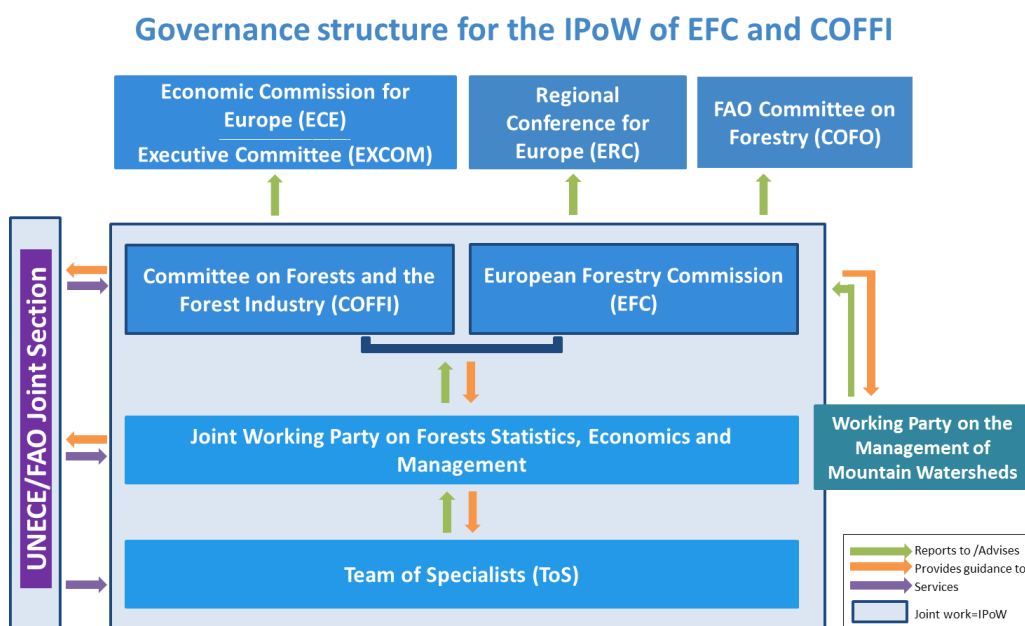 Governance structure for the IPoW of EFC and COFFI
Economic Commission for
Europe (ECE)
Executive Committee (EXCOM)
Regional
Conference for
Europe (ERC)
FAO Committee on
Forestry (COFO)
UNECE/FAO Joint Section
Committee on Forests and the
Forest Industry (COFFI)
European Forestry Commission
(EFC)
Joint Working Party on Forests Statistics, Economics and
Management
Working Party on the
Management of
Mountain Watersheds
Team of Specialists (ToS)
Reports to /Advises
Provides guidance to
Services
Joint work=IPoW